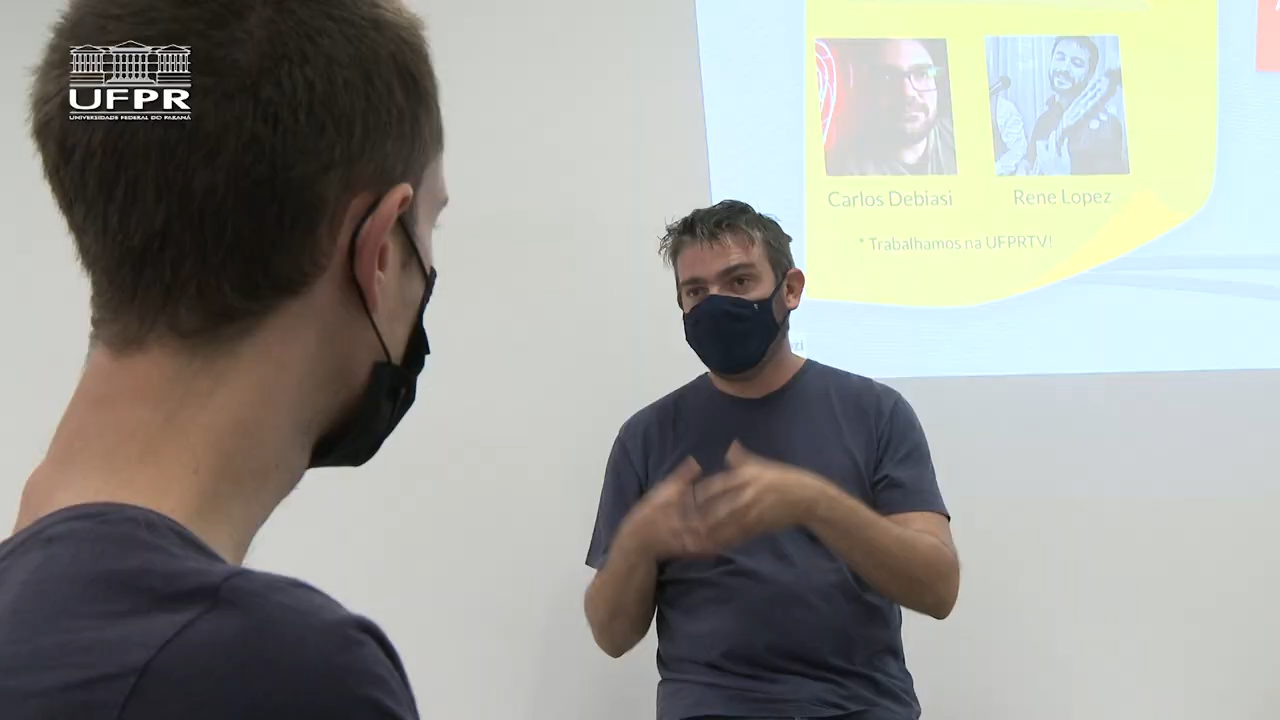 UFPR
UNIVERSIDADE FEDERAL DO PARANÁ
Carlos Debiasi
Rene Lopez
* Trabalhamos na UFPRTV!